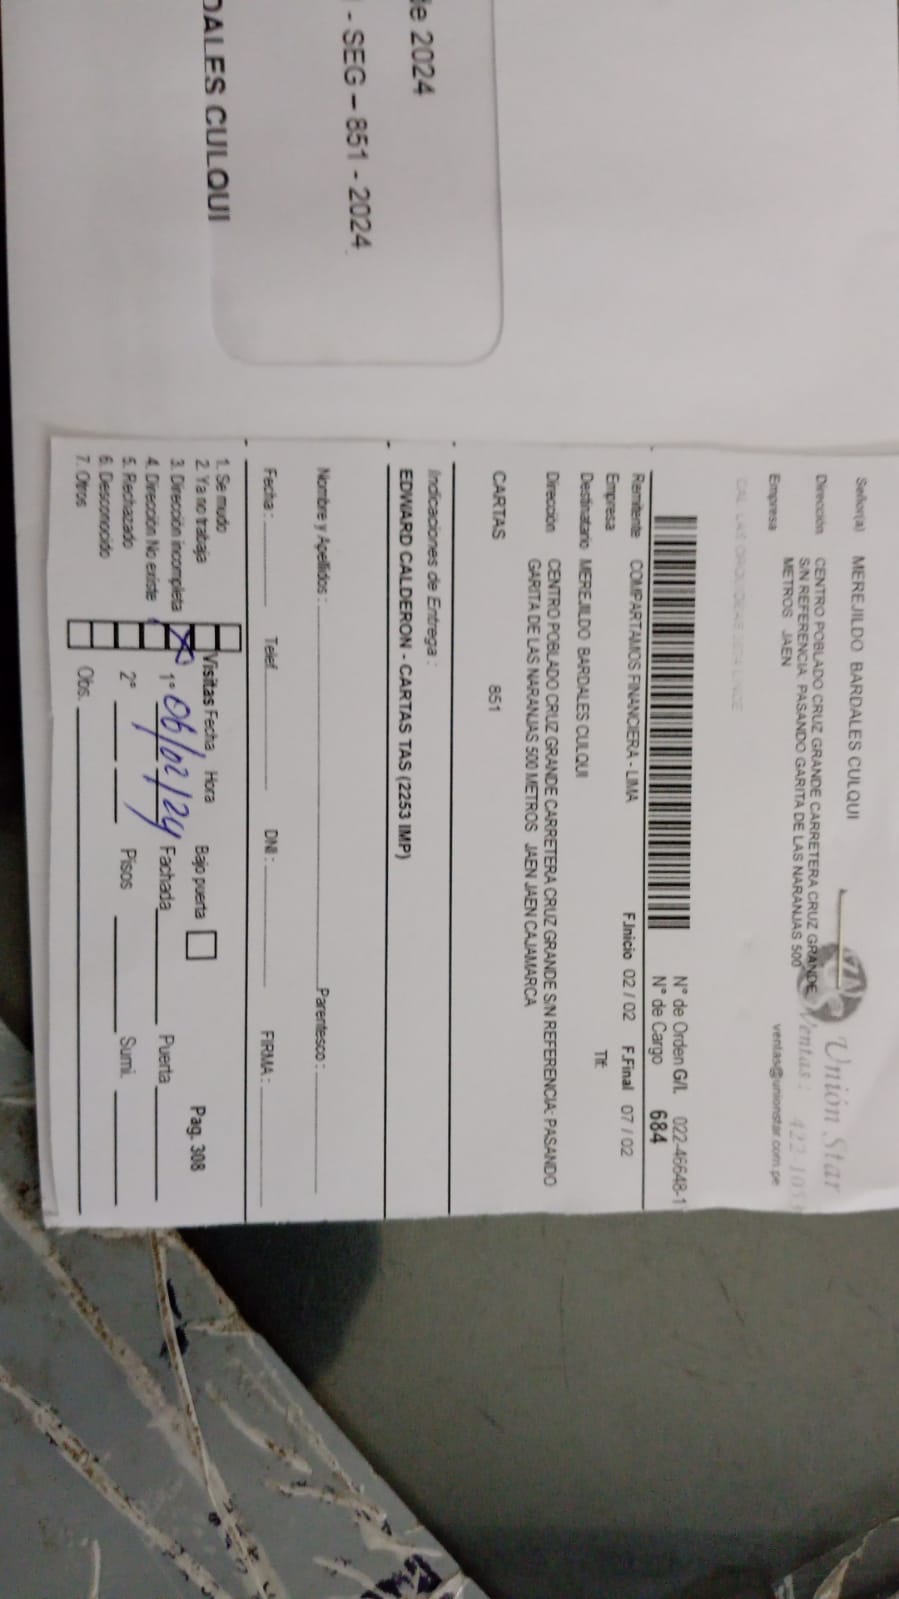 de 2024
- SEG – 851 - 2024
DALES CULQUI
Unión Star
Ventas: 422-105
ventas@unionstar.com.pe
Señor(a) MEREJILDO BARDALES CULQUI
Dirección CENTRO POBLADO CRUZ GRANDE CARRETERA CRUZ GRANDE
S/N REFERENCIA: PASANDO GARITA DE LAS NARANJAS 500
METROS JAEN
Empresa
N° de Orden G/L 022-46648-1
N° de Cargo 684
Remitente COMPARTAMOS FINANCIERA - LIMA F.Inicio 02 / 02 F.Final 07 / 02
Empresa Tlf:
Destinatario MEREJILDO BARDALES CULQUI
Dirección CENTRO POBLADO CRUZ GRANDE CARRETERA CRUZ GRANDE S/N REFERENCIA: PASANDO
GARITA DE LAS NARANJAS 500 METROS JAEN JAEN CAJAMARCA
CARTAS 851
Indicaciones de Entrega :
EDWARD CALDERON - CARTAS TAS (2253 IMP)
Nombre y Apellidos : Parentesco :
Fecha : Telef. DNI : FIRMA :
1. Se mudo
2. Ya no trabaja Visitas Fecha Hora Bajo puerta Pag. 308
3. Dirección incompleta X 1° 06/02/24 Fachada Puerta
4. Dirección No existe
5. Rechazado 2° Pisos Sumi.
6. Desconocido
7. Otros Obs.